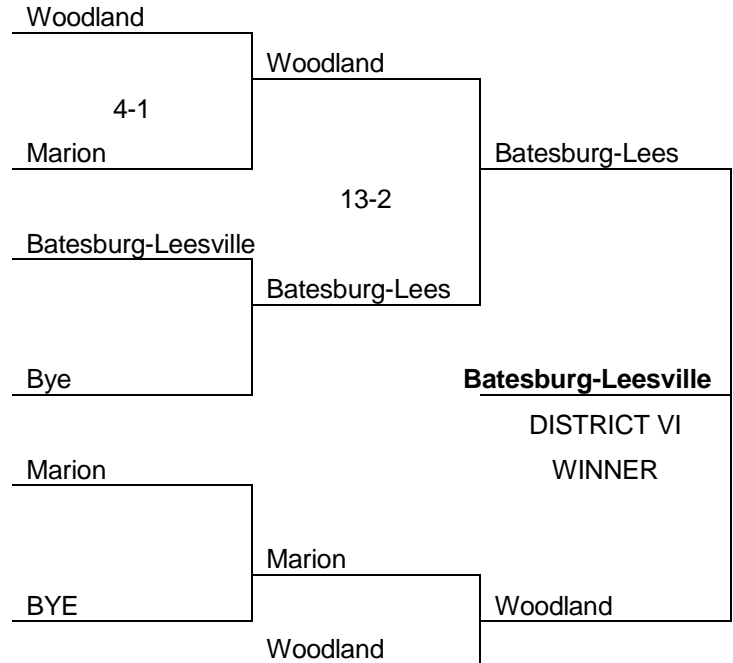 Woodland
Woodland
4-1
Marion
Batesburg-Lees
13-2
Batesburg-Leesville
Batesburg-Lees
Bye
Batesburg-Leesville
DISTRICT VI
Marion
WINNER
Marion
BYE
Woodland
Woodland